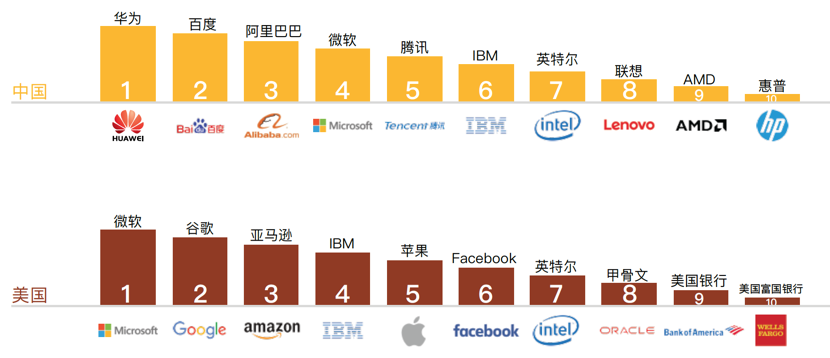 华为
百度
阿里巴巴
微软
腾讯
IBM
英特尔
联想
AMD
惠普
中国
1
2
3
4
5
6
7
8
9
10
HUAWEI
Bai du 百度
Alibaba.com
Microsoft
Tencent 腾讯
IBM
intel
Lenovo
AMD
hp
微软
谷歌
亚马逊
IBM
苹果
Facebook
英特尔
甲骨文
美国银行
美国富国银行
美国
1
2
3
4
5
6
7
8
9
10
Microsoft
Google
amazon
IBM
facebook
intel
ORACLE
Bank of America
WELLS
FARGO